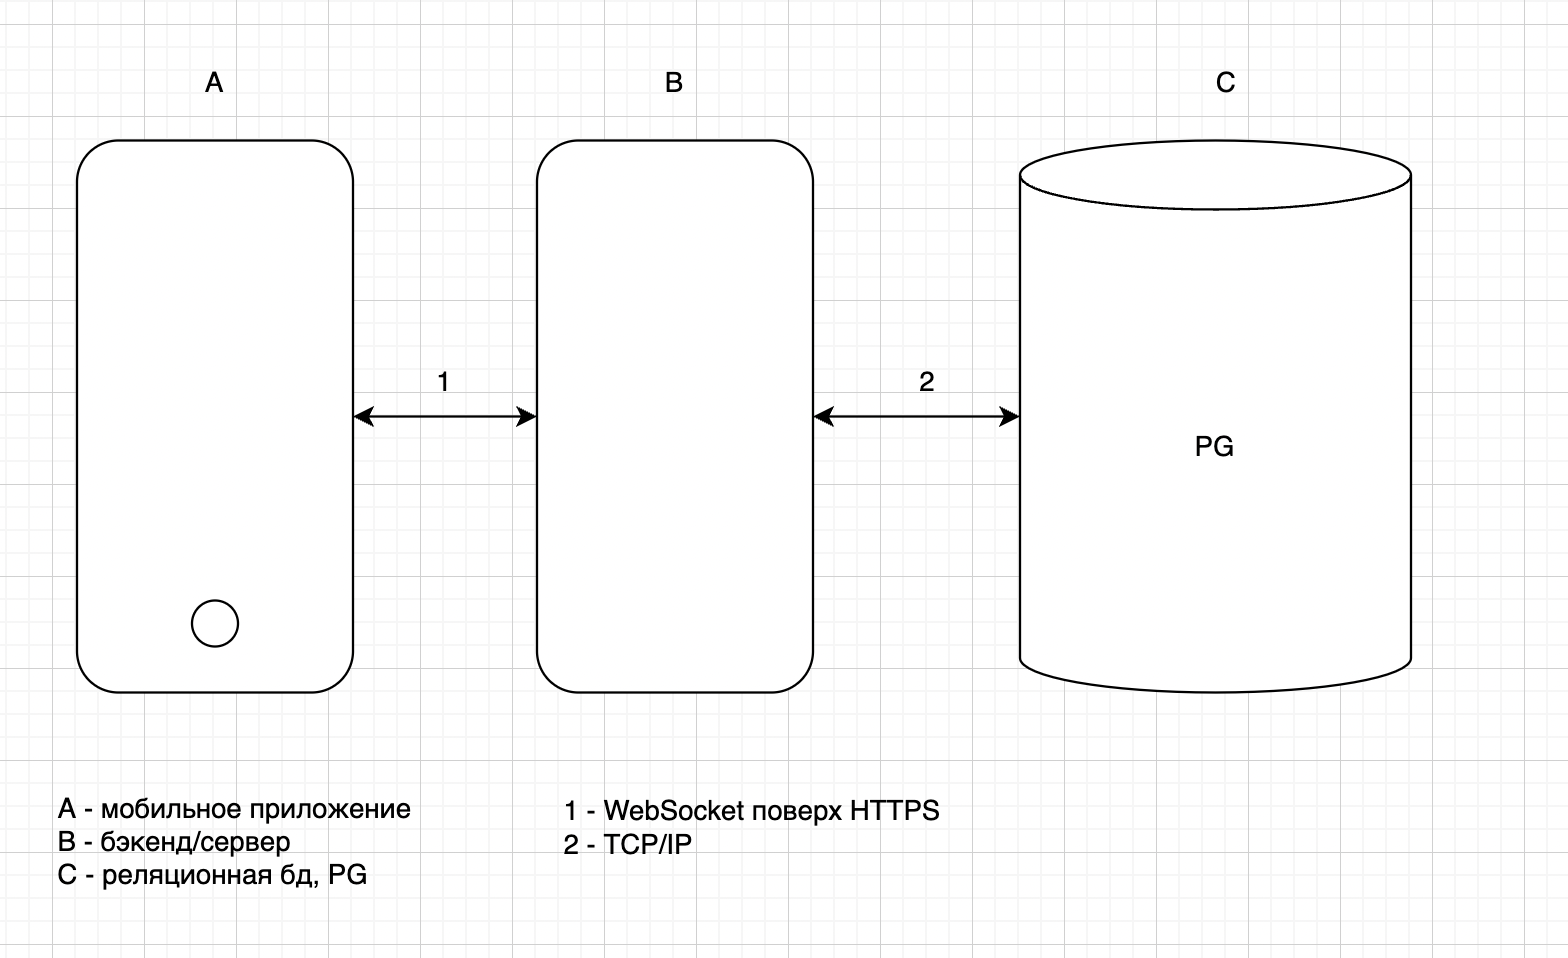 A
B
C
1
2
PG
A - мобильное приложение
B - бэкенд/сервер
C - реляционная бд, PG
1 - WebSocket поверх HTTPS
2 - TCP/IP